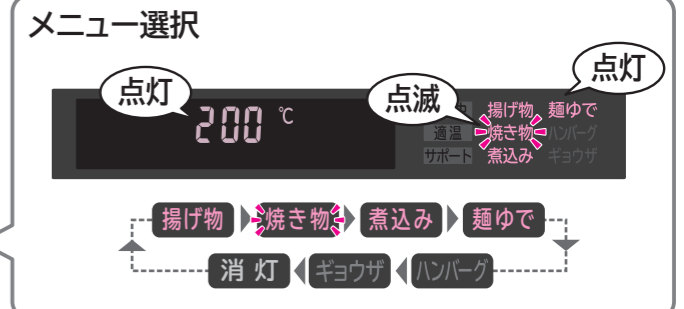 メニュー選択
点灯
点滅
点灯
200 ℃
揚げ物 麺ゆで
適温 焼き物 ハンバーグ
サポート 煮込み ギョウザ
揚げ物 焼き物 煮込み 麺ゆで
消灯 ギョウザ ハンバーグ